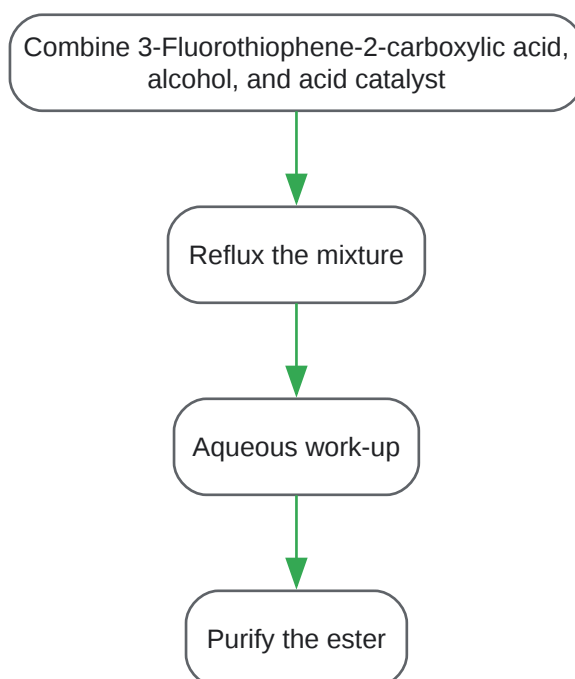 Combine 3-Fluorothiophene-2-carboxylic acid,
alcohol, and acid catalyst
Reflux the mixture
Aqueous work-up
Purify the ester